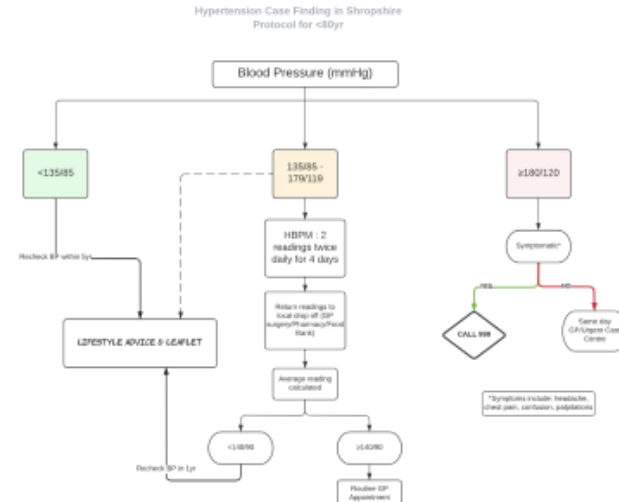 Hypertension Case Finding in Shropshire
Protocol for <80yr
Blood Pressure (mmHg)
<135/85
135/85 -
179/119
≥180/120
HBPM : 2
readings twice
daily for 4 days
Symptomatic*
Recheck BP within 5yr
YES
NO
Return readings to
local drop off (GP
surgery/Pharmacy/Food
Bank)
CALL 999
Same day
GP/Urgent Care
Centre
LIFESTYLE ADVICE & LEAFLET
Average reading
calculated
*Symptoms include: headache,
chest pain, confusion, palpitations
<140/90
≥140/90
Recheck BP in 1yr
Routine GP
Appointment